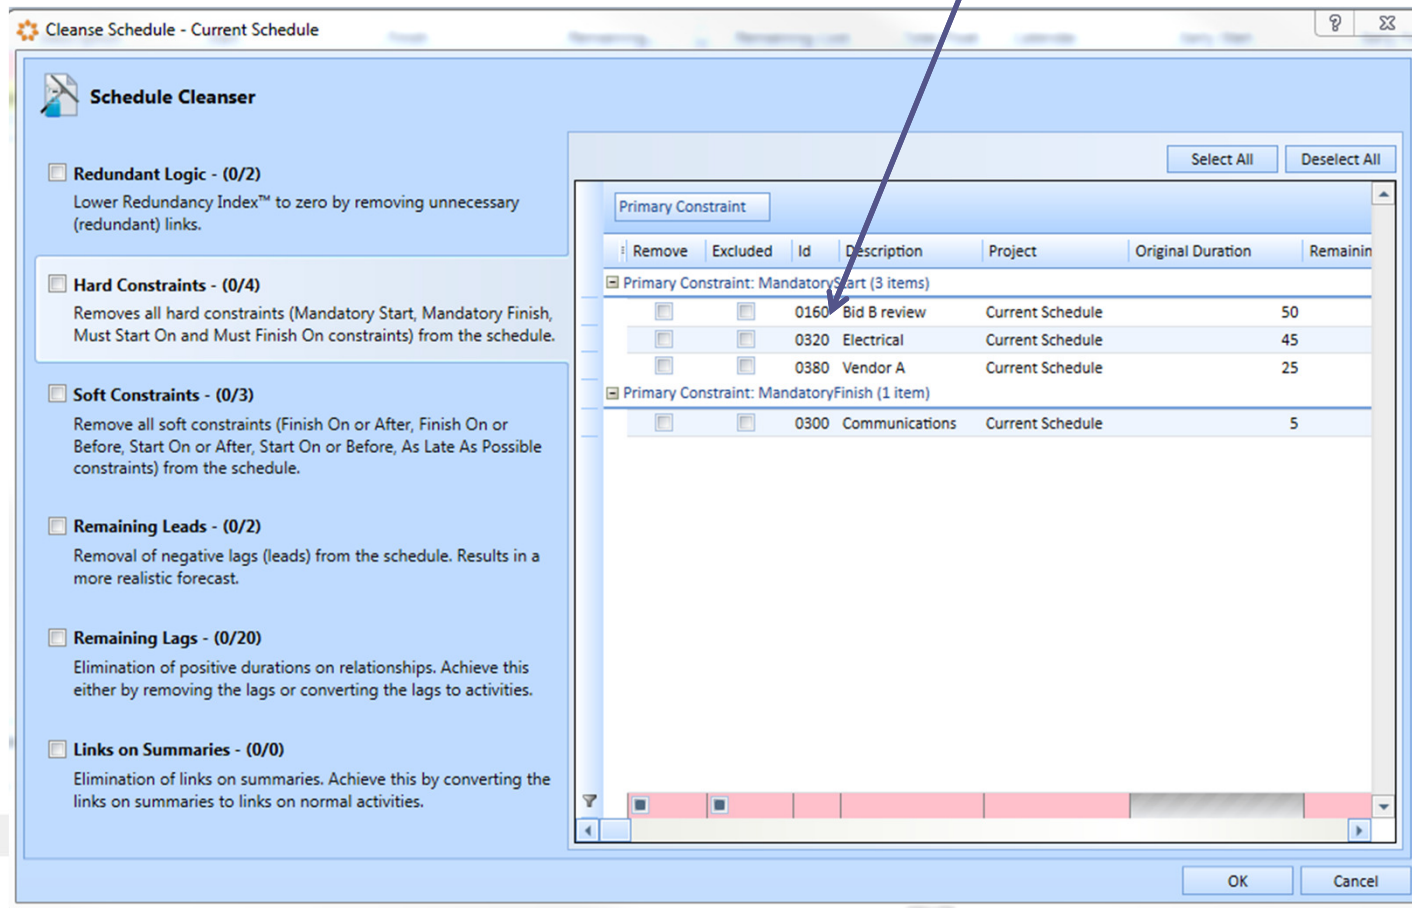 Cleanse Schedule - Current Schedule
Schedule Cleanser
Redundant Logic - (0/2)
Lower Redundancy Index™ to zero by removing unnecessary
(redundant) links.
Hard Constraints - (0/4)
Removes all hard constraints (Mandatory Start, Mandatory Finish,
Must Start On and Must Finish On constraints) from the schedule.
Soft Constraints - (0/3)
Remove all soft constraints (Finish On or After, Finish On or
Before, Start On or After, Start On or Before, As Late As Possible
constraints) from the schedule.
Remaining Leads - (0/2)
Removal of negative lags (leads) from the schedule. Results in a
more realistic forecast.
Remaining Lags - (0/20)
Elimination of positive durations on relationships. Achieve this
either by removing the lags or converting the lags to activities.
Links on Summaries - (0/0)
Elimination of links on summaries. Achieve this by converting the
links on summaries to links on normal activities.
Select All Deselect All
Primary Constraint
Remove Excluded Id Description Project Original Duration Remainin
Primary Constraint: MandatoryStart (3 items)
0160 Bid B review Current Schedule 50
0320 Electrical Current Schedule 45
0380 Vendor A Current Schedule 25
Primary Constraint: MandatoryFinish (1 item)
0300 Communications Current Schedule 5
OK Cancel